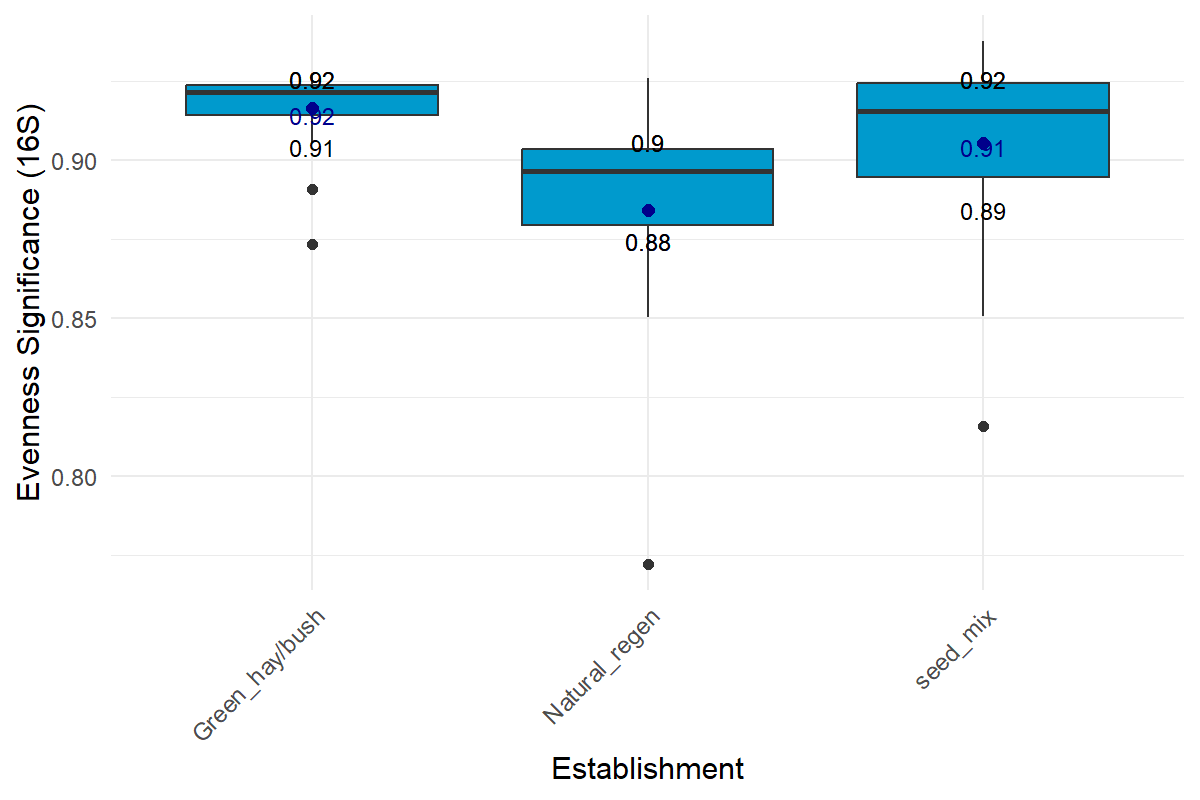 Evenness Significance (16S)
0.90
0.85
0.80
0.92
0.92
0.91
0.9
0.88
0.92
0.91
0.89
Green_hay/bush
Natural_regen
seed_mix
Establishment